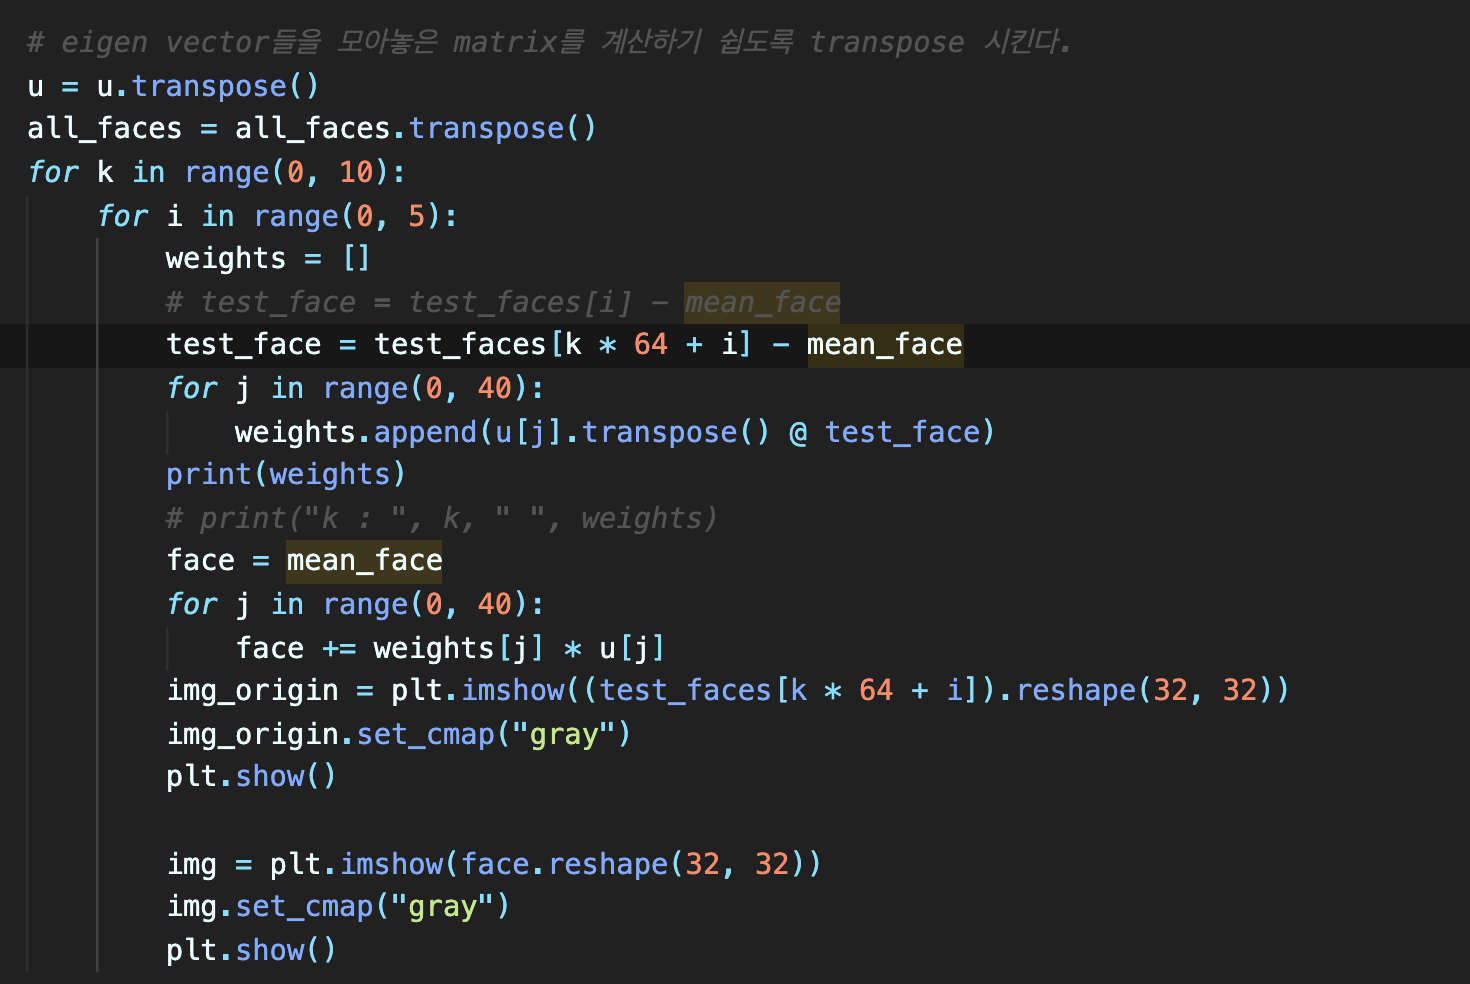 # eigen vector들을 모아놓은 matrix를 계산하기 쉽도록 transpose 시킨다.
u = u.transpose()
all_faces = all_faces.transpose()
for k in range(0, 10):
    for i in range(0, 5):
        weights = []
        # test_face = test_faces[i] - mean_face
        test_face = test_faces[k * 64 + i] - mean_face
        for j in range(0, 40):
            weights.append(u[j].transpose() @ test_face)
        print(weights)
        # print("k : ", k, " ", weights)
        face = mean_face
        for j in range(0, 40):
            face += weights[j] * u[j]
        img_origin = plt.imshow((test_faces[k * 64 + i]).reshape(32, 32))
        img_origin.set_cmap("gray")
        plt.show()

        img = plt.imshow(face.reshape(32, 32))
        img.set_cmap("gray")
        plt.show()